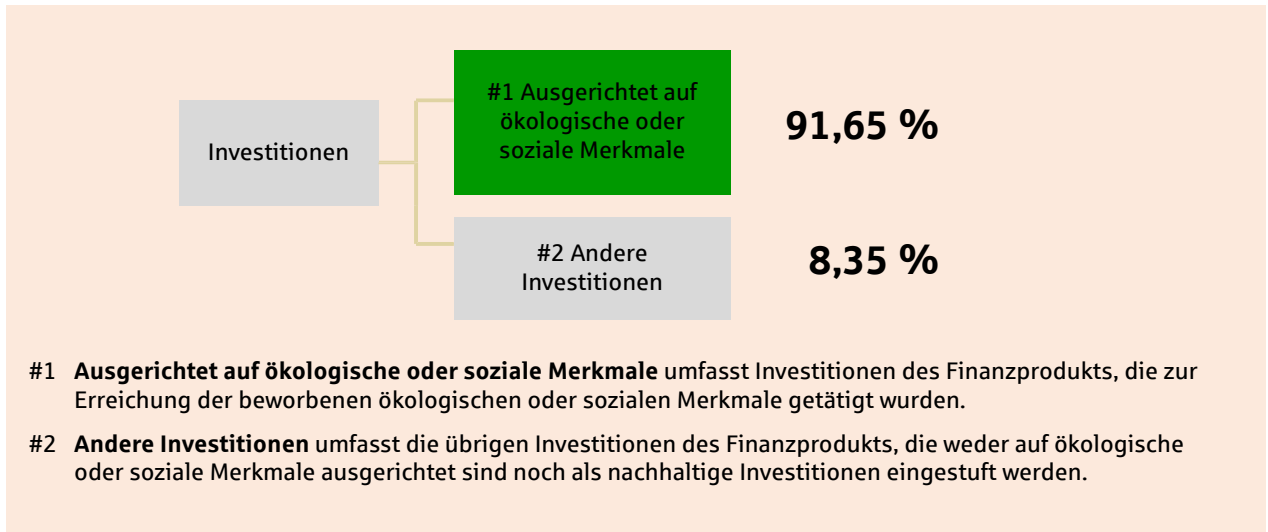 Investitionen
#1 Ausgerichtet auf
ökologische oder
soziale Merkmale
91,65 %
#2 Andere
Investitionen
8,35 %
#1 Ausgerichtet auf ökologische oder soziale Merkmale umfasst Investitionen des Finanzprodukts, die zur
Erreichung der beworbenen ökologischen oder sozialen Merkmale getätigt wurden.
#2 Andere Investitionen umfasst die übrigen Investitionen des Finanzprodukts, die weder auf ökologische
oder soziale Merkmale ausgerichtet sind noch als nachhaltige Investitionen eingestuft werden.